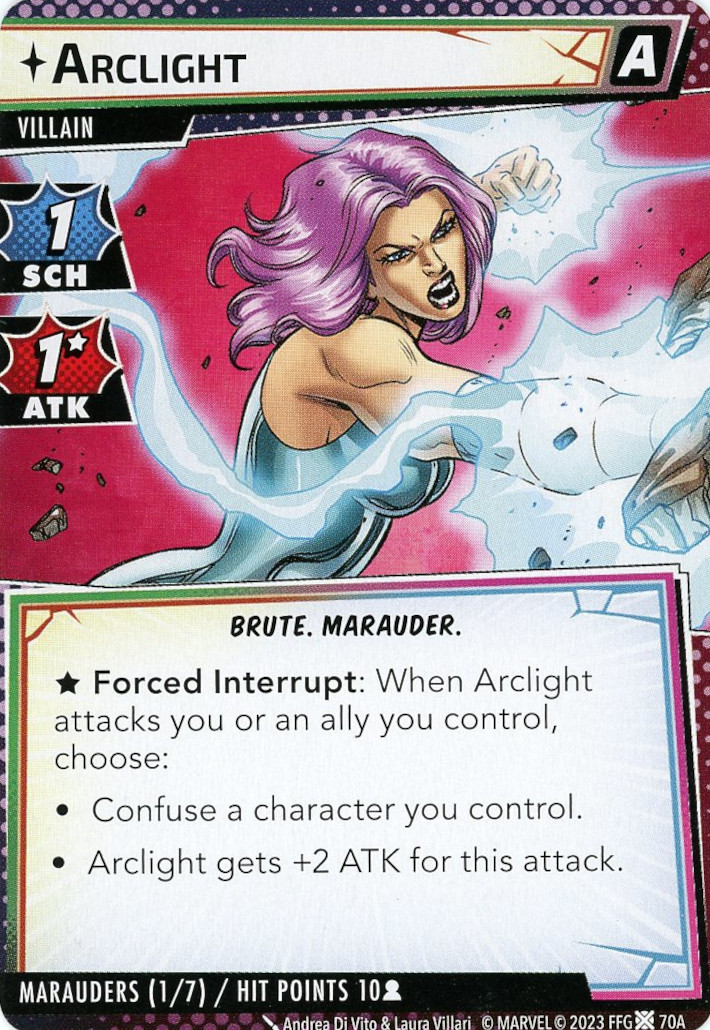 Arclight
A
VILLAIN
1
SCH
1★
ATK
BRUTE. MARAUDER.
★ Forced Interrupt: When Arclight
attacks you or an ally you control,
choose:
• Confuse a character you control.
• Arclight gets +2 ATK for this attack.
MARAUDERS (1/7) / HIT POINTS 10
Andrea Di Vito & Laura Villari © MARVEL © 2023 FFG 70A